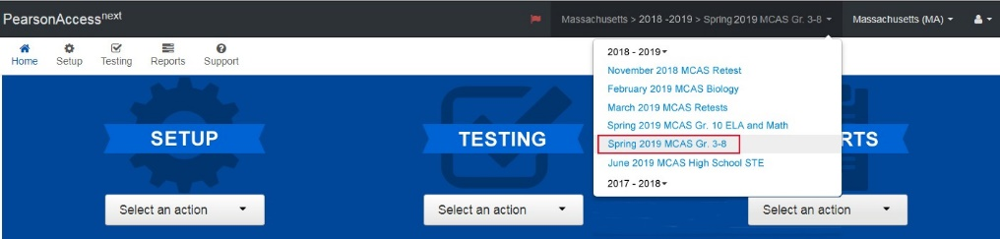 PearsonAccessnext
Massachusetts > 2018 -2019 > Spring 2019 MCAS Gr. 3-8
Massachusetts (MA)
Home
Setup
Testing
Reports
Support
2018 - 2019
November 2018 MCAS Retest
February 2019 MCAS Biology
March 2019 MCAS Retests
Spring 2019 MCAS Gr. 10 ELA and Math
Spring 2019 MCAS Gr. 3-8
June 2019 MCAS High School STE
2017 - 2018
SETUP
TESTING
RTS
Select an action
Select an action
Select an action